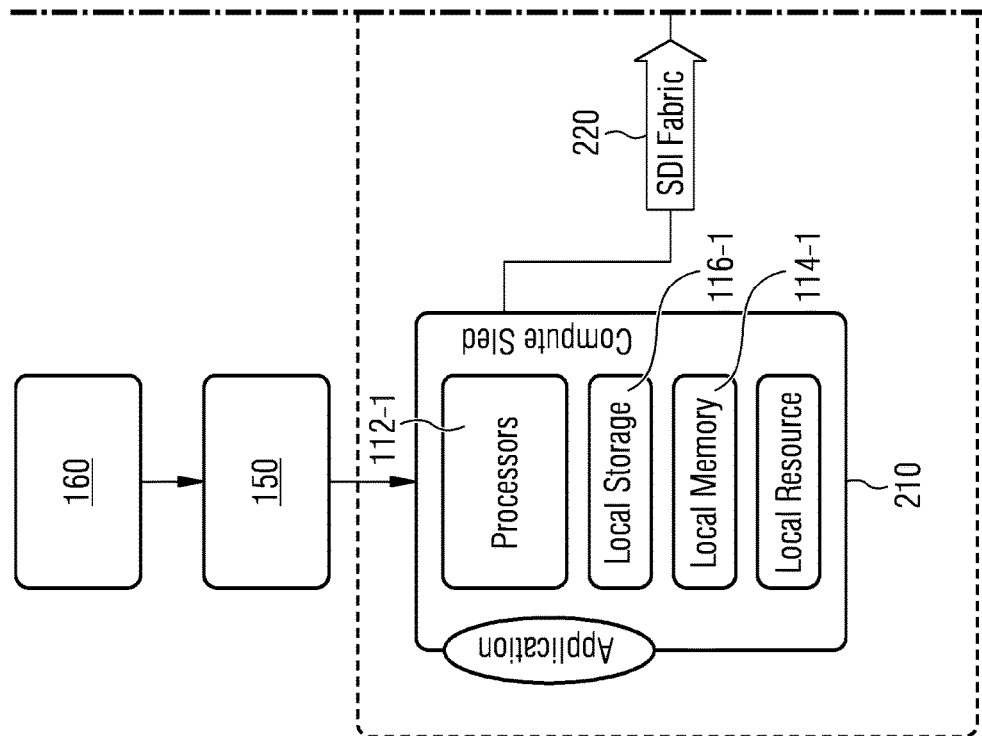 160
150
112-1
Processors
Local Storage
Local Memory
Local Resource
Compute Sled
Application
116-1
114-1
210
220
SDI Fabric